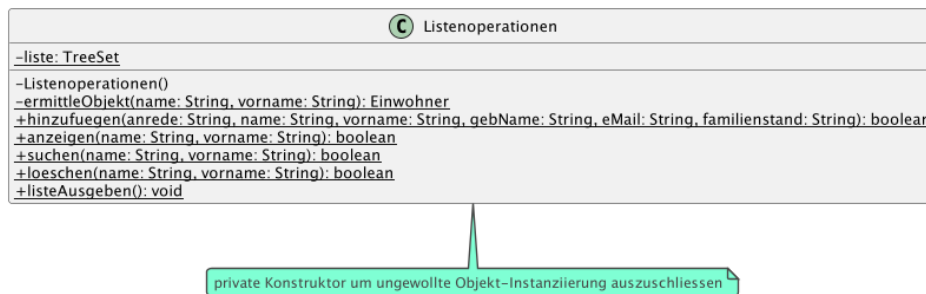 C Listenoperationen
-liste: TreeSet
-Listenoperationen()
-ermittleObjekt(name: String, vorname: String): Einwohner
+hinzufuegen(anrede: String, name: String, vorname: String, gebName: String, eMail: String, familienstand: String): boolean
+anzeigen(name: String, vorname: String): boolean
+suchen(name: String, vorname: String): boolean
+loeschen(name: String, vorname: String): boolean
+listeAusgeben(): void
private Konstruktor um ungewollte Objekt-Instanziierung auszuschliessen